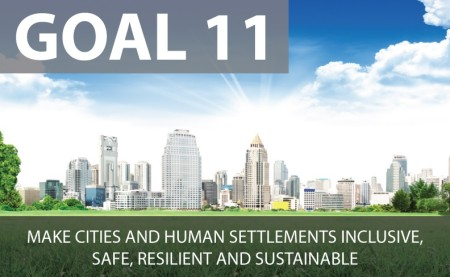 GOAL 11
MAKE CITIES AND HUMAN SETTLEMENTS INCLUSIVE,
SAFE, RESILIENT AND SUSTAINABLE